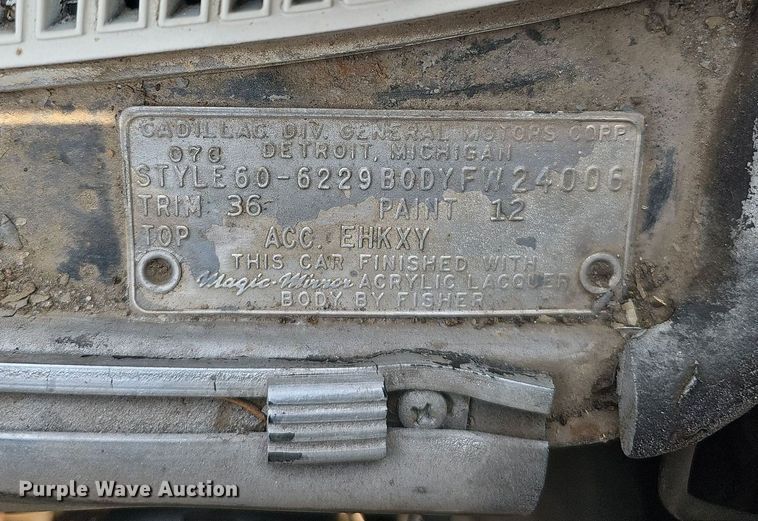 CADILLAC DIV. GENERAL MOTORS CORP.
07C DETROIT, MICHIGAN
STYLE 60-6229 BODY FW 24006
TRIM 36 PAINT 12
TOP ACC. EHKXY
THIS CAR FINISHED WITH
Magic-Mirror ACRYLIC LACQUER
BODY BY FISHER
Purple Wave Auction